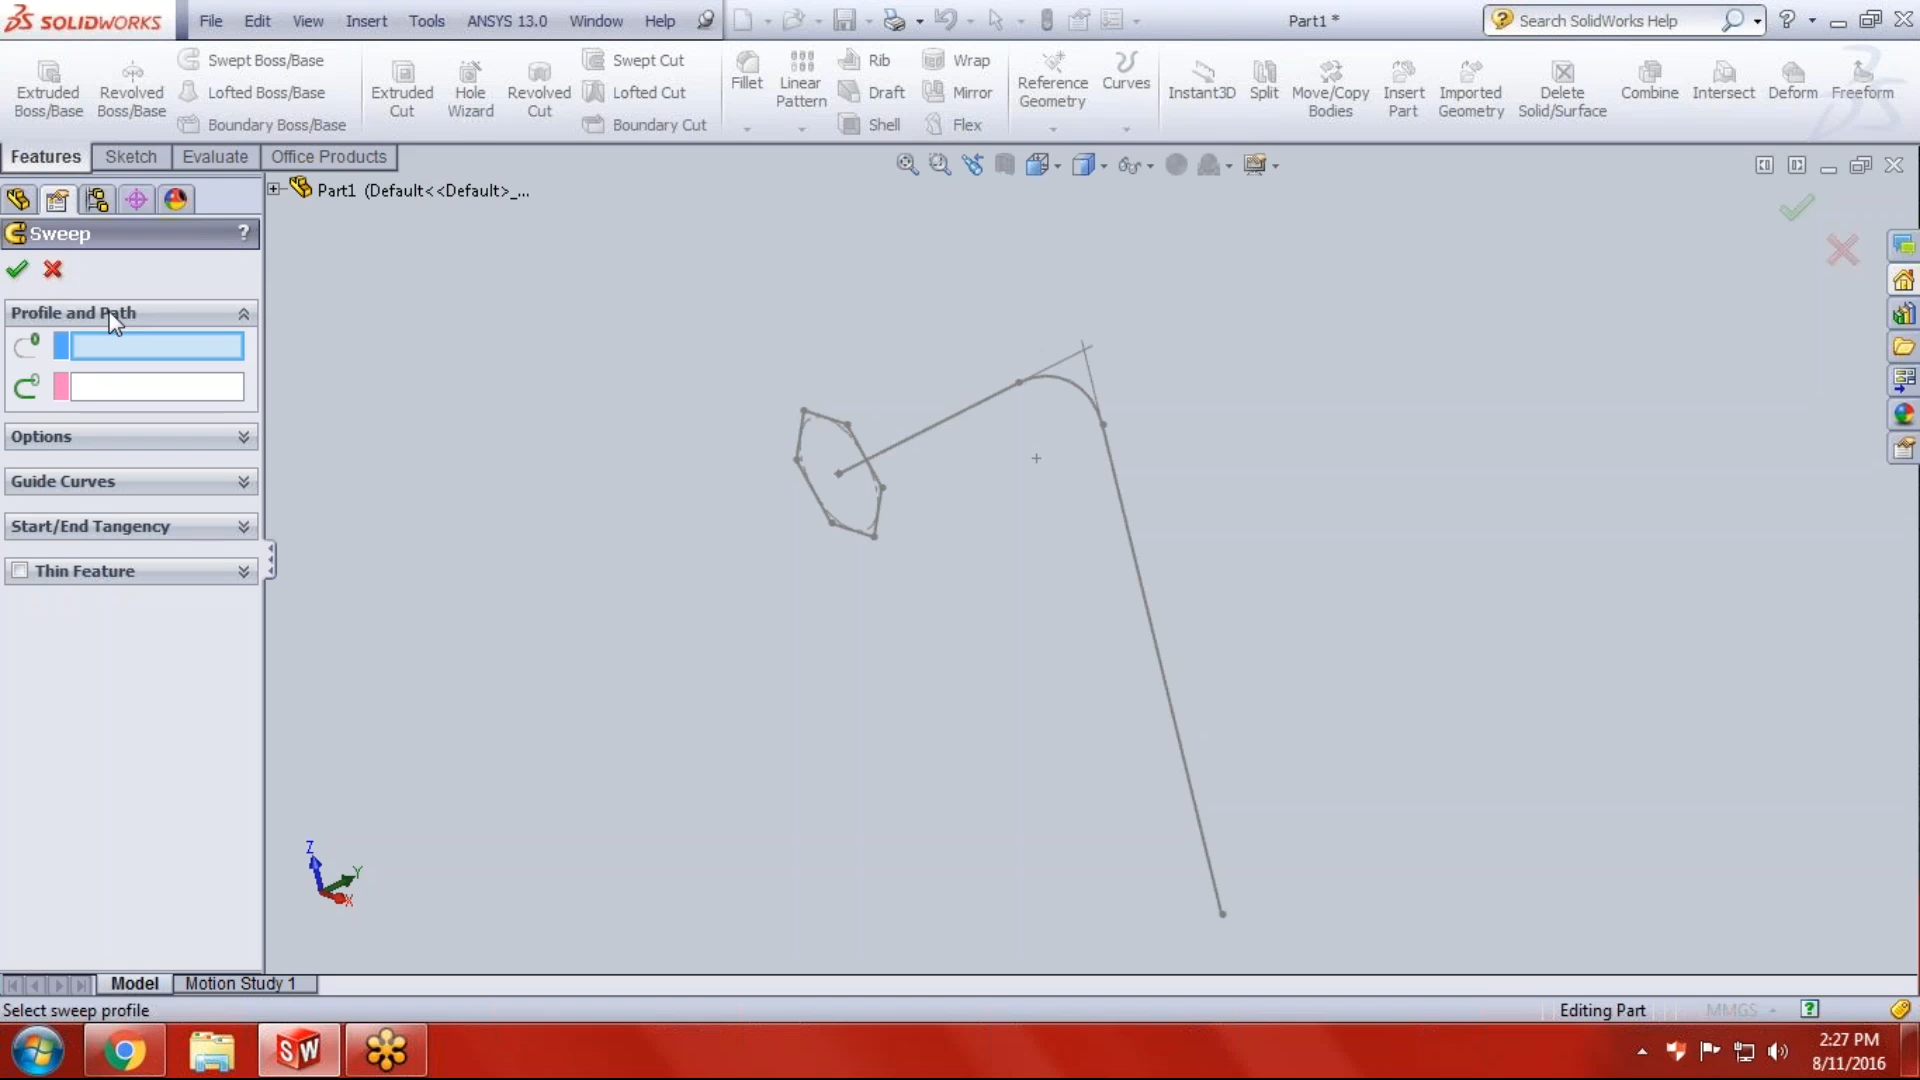 SOLIDWORKS File Edit View Insert Tools ANSYS 13.0 Window Help Part1 * Search SolidWorks Help ?
Extruded Boss/Base
Revolved Boss/Base
Swept Boss/Base
Lofted Boss/Base
Boundary Boss/Base
Extruded Cut
Hole Wizard
Revolved Cut
Swept Cut
Lofted Cut
Boundary Cut
Fillet
Linear Pattern
Rib
Draft
Shell
Wrap
Mirror
Flex
Reference Geometry
Curves
Instant3D
Split
Move/Copy Bodies
Insert Part
Imported Geometry
Delete Solid/Surface
Combine
Intersect
Deform
Freeform
Features Sketch Evaluate Office Products
Part1 (Default<<Default>_...
Sweep ?
Profile and Path
Options
Guide Curves
Start/End Tangency
Thin Feature
Z
Y
X
Model Motion Study 1
Select sweep profile Editing Part MMGS ?
SW
2:27 PM
8/11/2016